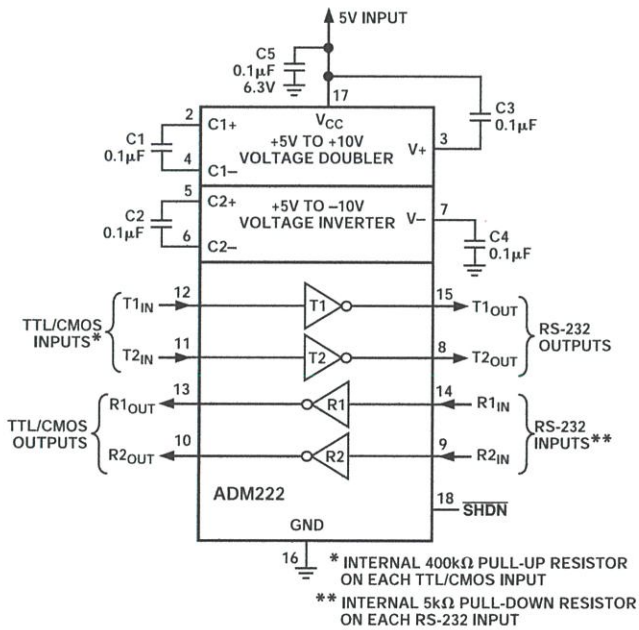 5V INPUT
C5
0.1µF
6.3V
17
C3
0.1µF
2
C1+
VCC
C1
0.1µF
+5V TO +10V
VOLTAGE DOUBLER
V+
3
4
C1–
5
C2+
+5V TO –10V
VOLTAGE INVERTER
V–
7
C2
0.1µF
6
C2–
C4
0.1µF
TTL/CMOS
INPUTS*
T1IN
12
T1
15
T1OUT
RS-232
OUTPUTS
T2IN
11
T2
8
T2OUT
TTL/CMOS
OUTPUTS
R1OUT
13
R1
14
R1IN
RS-232
INPUTS**
R2OUT
10
R2
9
R2IN
ADM222
18
SHDN
GND
16
* INTERNAL 400kΩ PULL-UP RESISTOR
ON EACH TTL/CMOS INPUT
** INTERNAL 5kΩ PULL-DOWN RESISTOR
ON EACH RS-232 INPUT